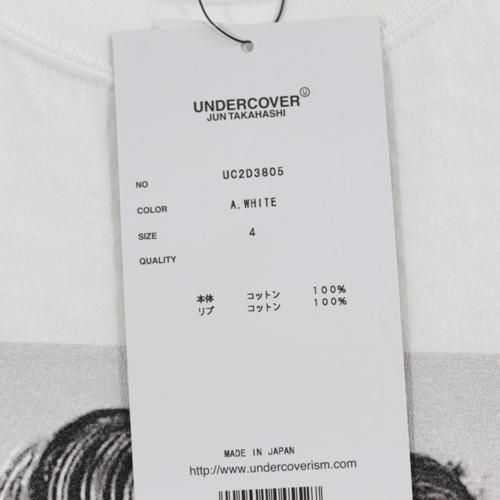 UNDERCOVER Ⓤ
JUN TAKAHASHI
NO UC2D3805
COLOR A.WHITE
SIZE 4
QUALITY
本体 コットン 100%
リブ コットン 100%
MADE IN JAPAN
http://www.undercoverism.com